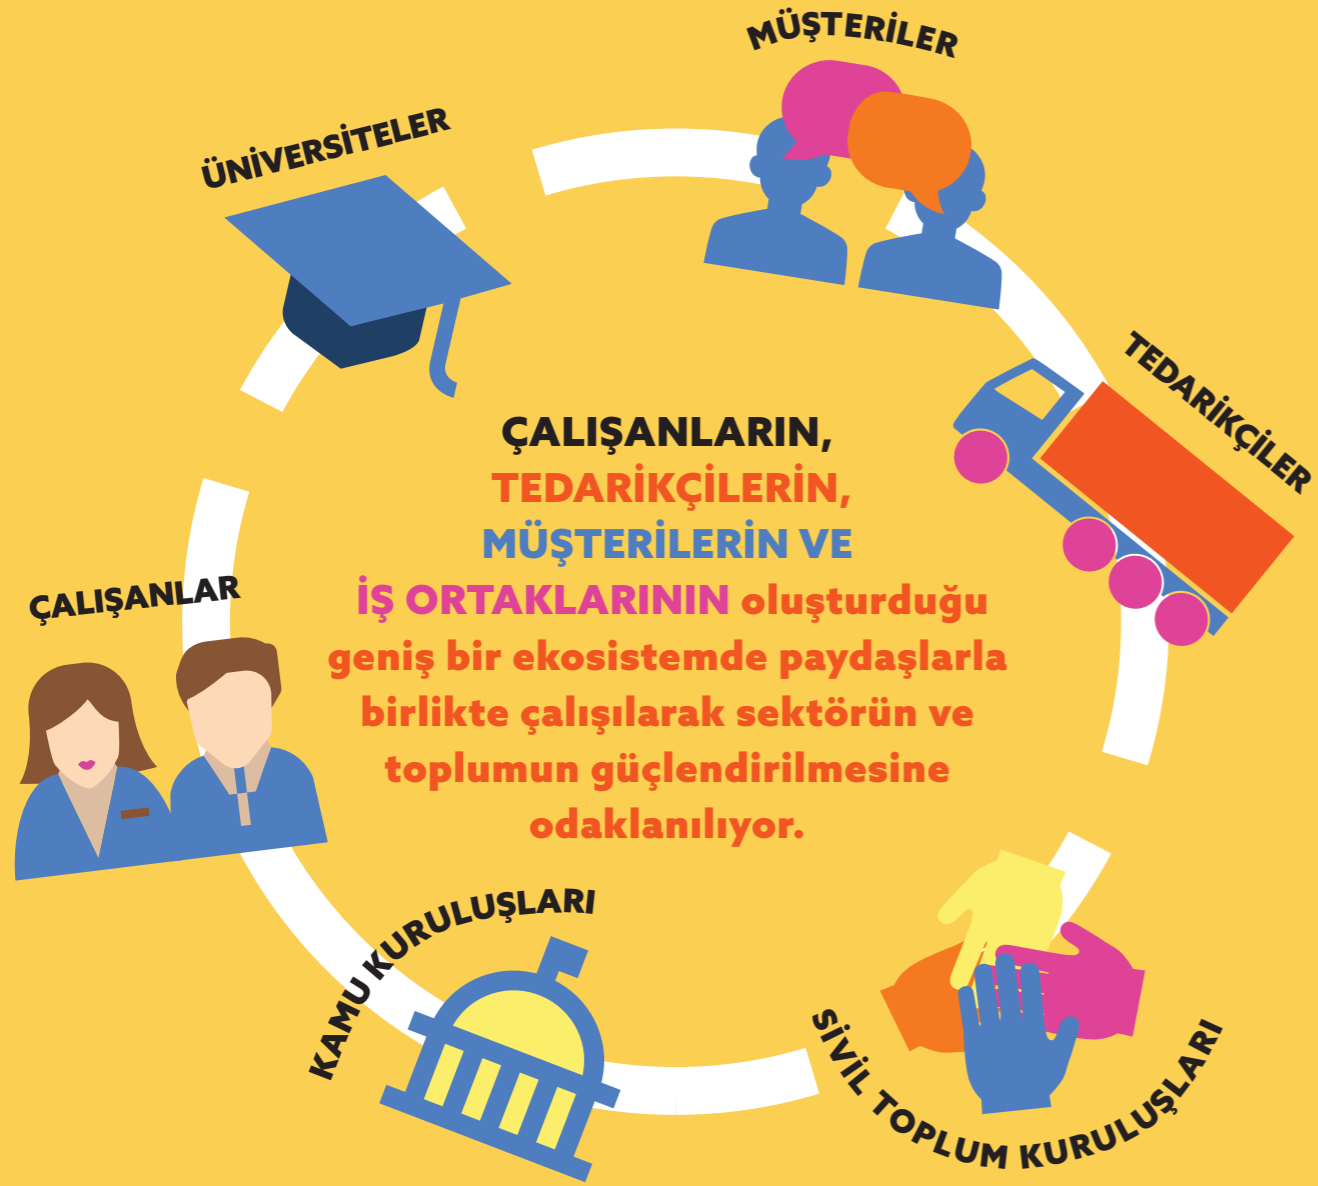 MÜŞTERİLER
ÜNİVERSİTELER
TEDARİKÇİLER
ÇALIŞANLARIN,
TEDARİKÇİLERİN,
MÜŞTERİLERİN VE
İŞ ORTAKLARININ oluşturduğu
geniş bir ekosistemde paydaşlarla
birlikte çalışılarak sektörün ve
toplumun güçlendirilmesine
odaklanılıyor.
ÇALIŞANLAR
KAMU KURULUŞLARI
SİVİL TOPLUM KURULUŞLARI